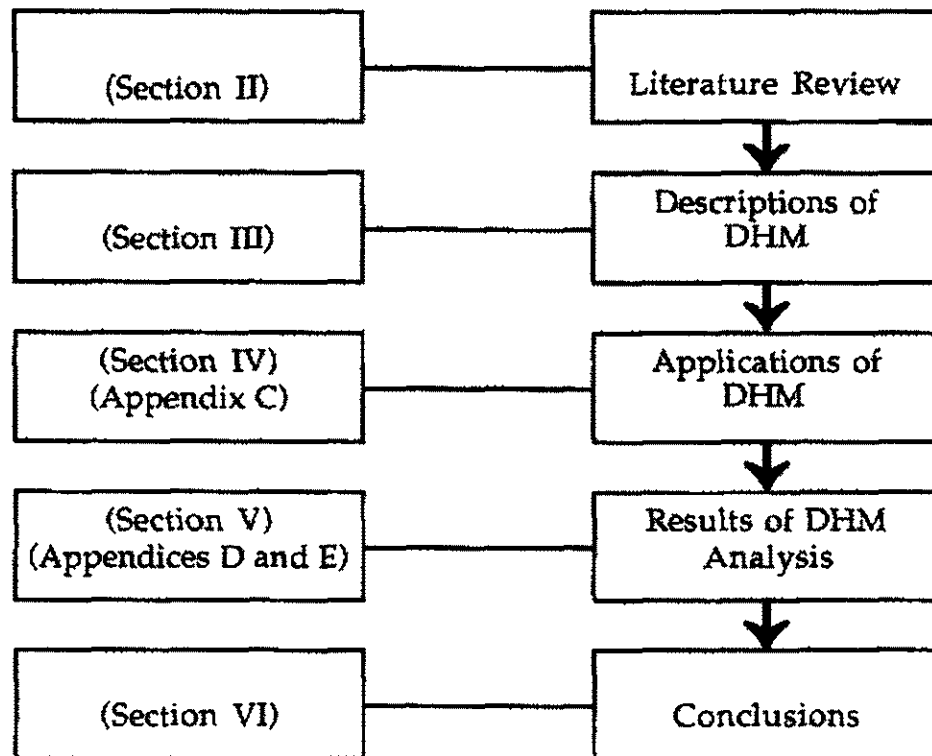 (Section II)
Literature Review
(Section III)
Descriptions of
DHM
(Section IV)
(Appendix C)
Applications of
DHM
(Section V)
(Appendices D and E)
Results of DHM
Analysis
(Section VI)
Conclusions